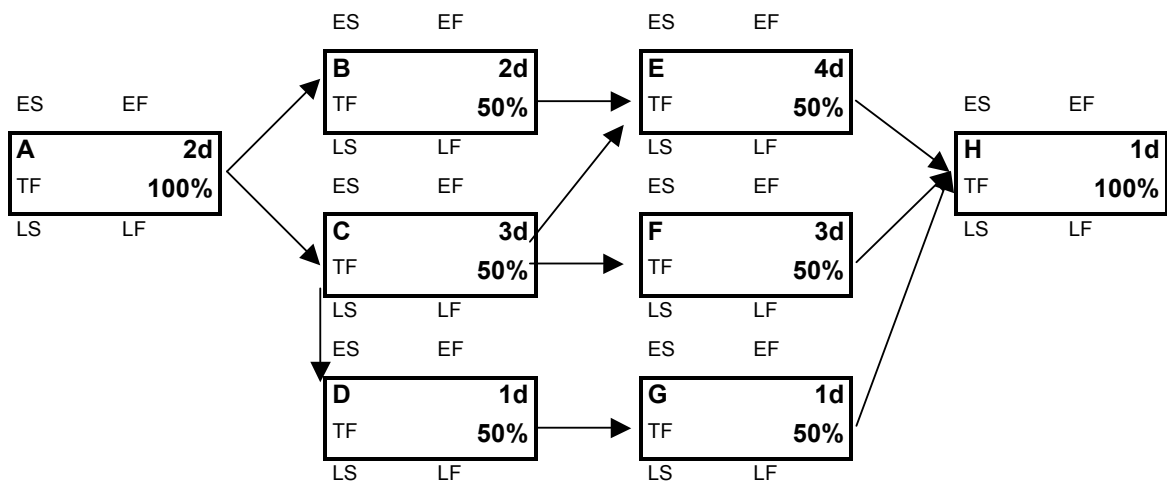 ES EF
A 2d
TF 100%
LS LF
ES EF
B 2d
TF 50%
LS LF
ES EF
C 3d
TF 50%
LS LF
ES EF
D 1d
TF 50%
LS LF
ES EF
E 4d
TF 50%
LS LF
ES EF
F 3d
TF 50%
LS LF
ES EF
G 1d
TF 50%
LS LF
ES EF
H 1d
TF 100%
LS LF